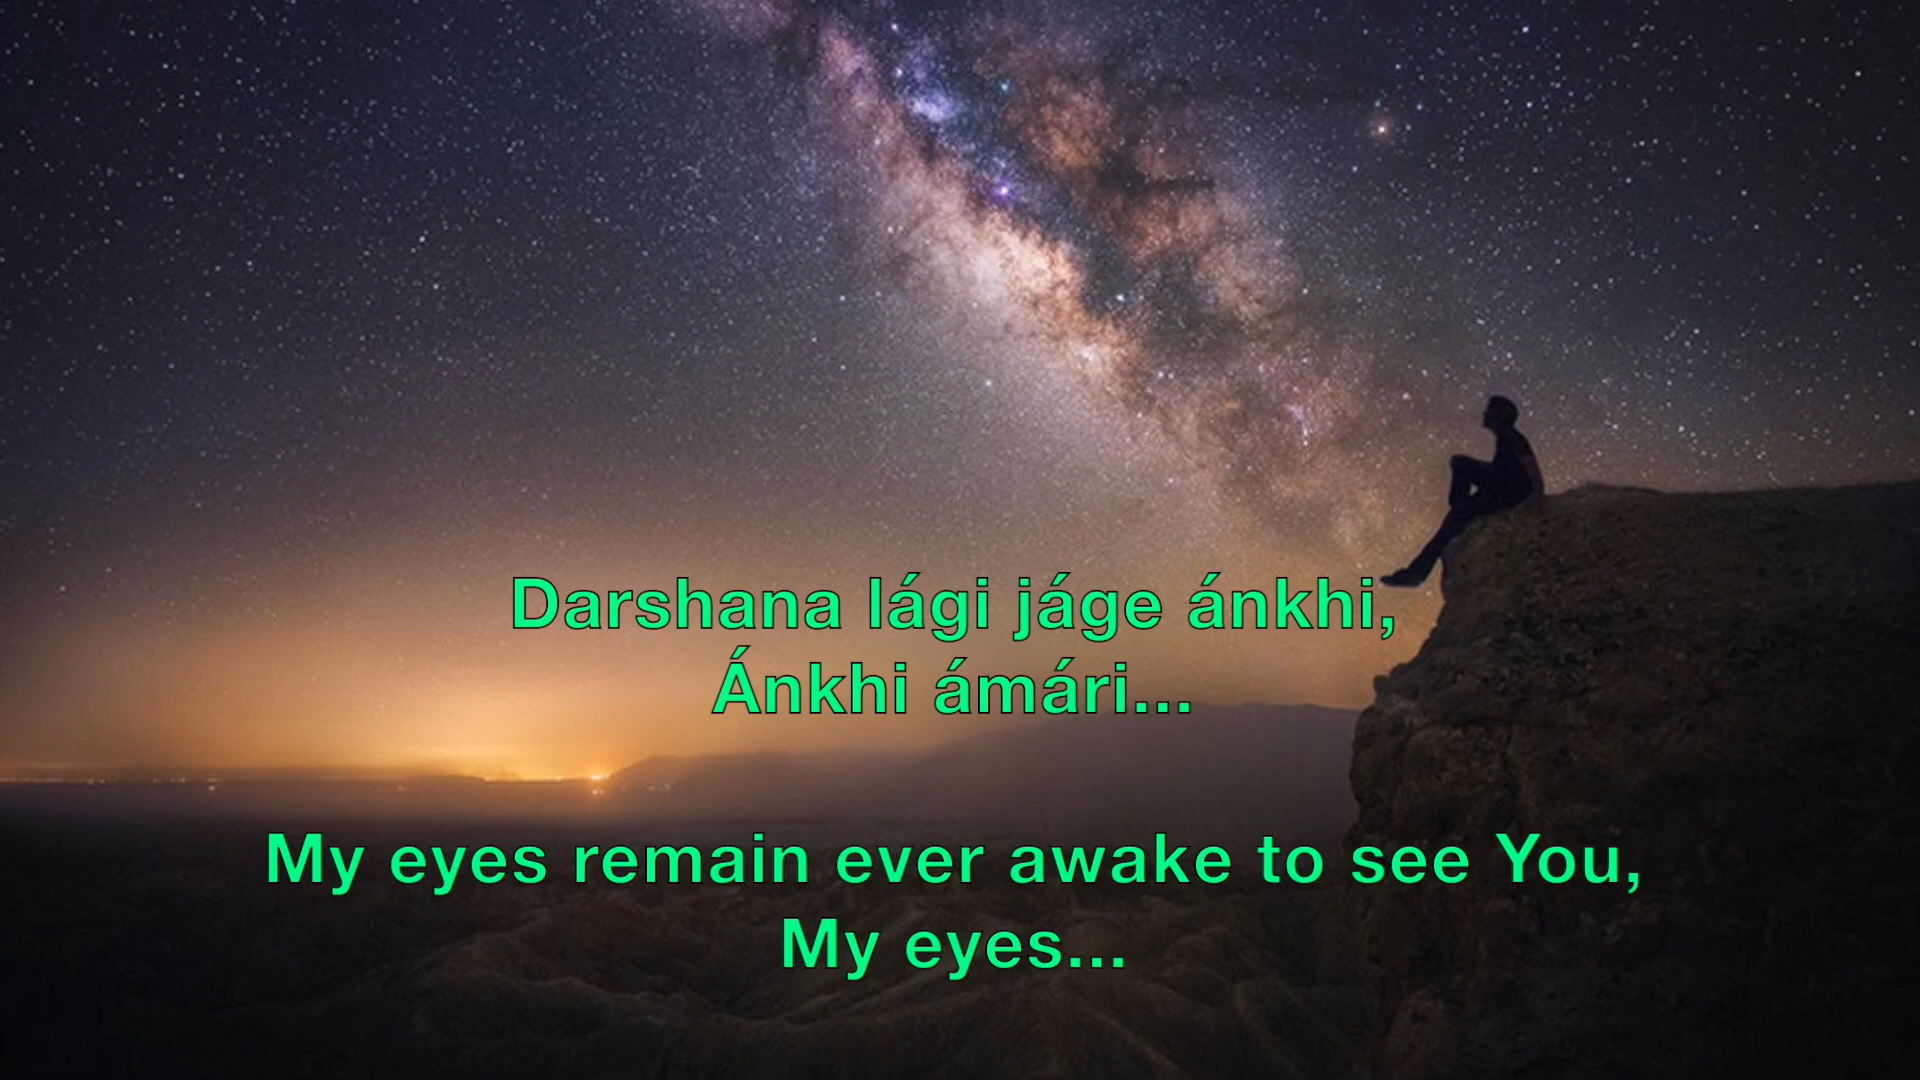 Darshana lági jáge ánkhi,
Ánkhi ámári...
My eyes remain ever awake to see You,
My eyes...